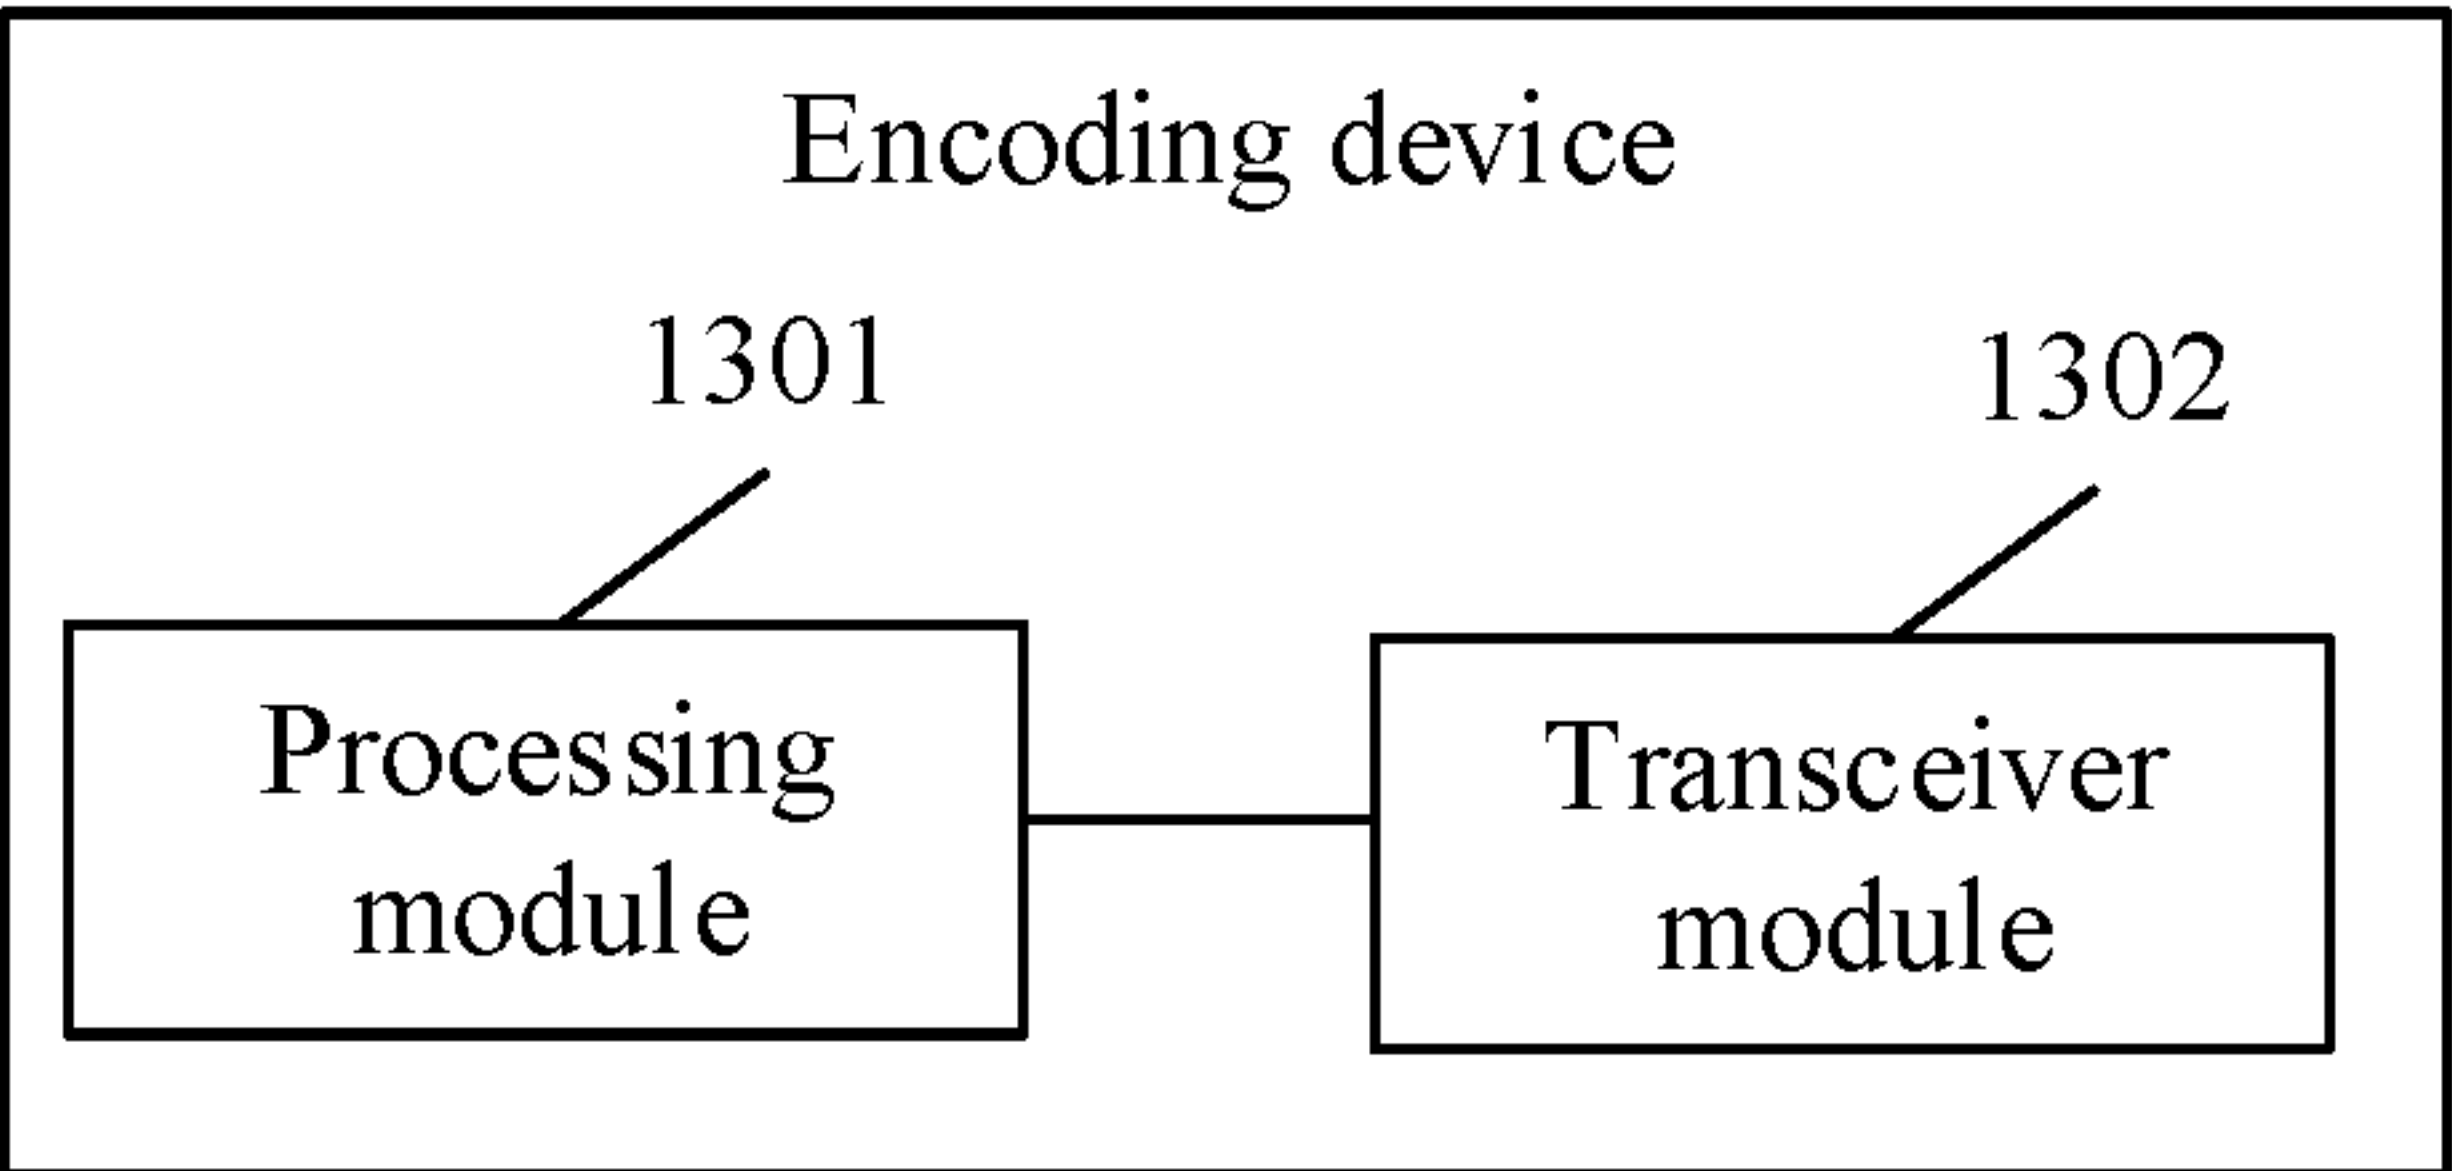 Encoding device
1301
1302
Processing
module
Transceiver
module